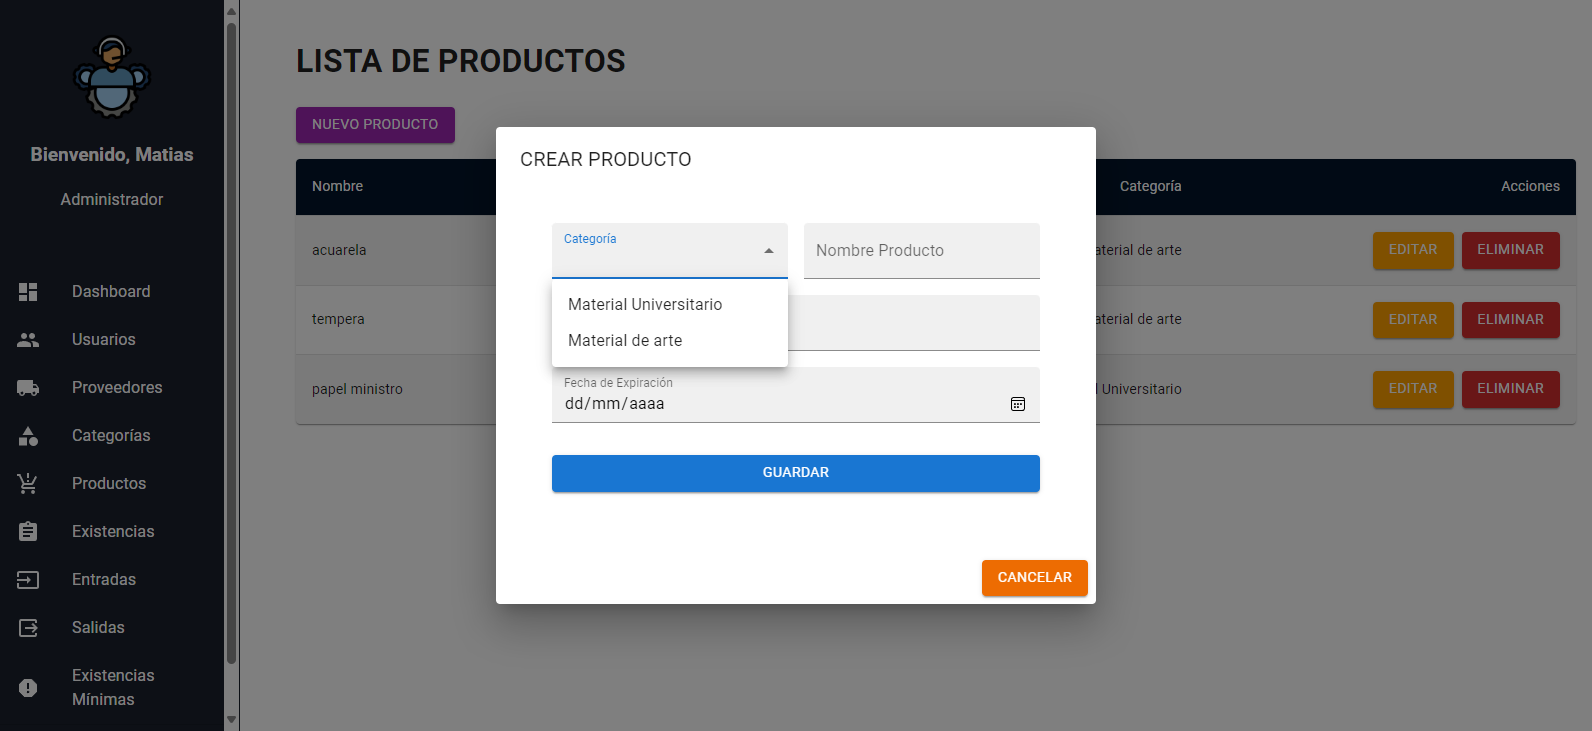 Bienvenido, Matias
Administrador
Dashboard
Usuarios
Proveedores
Categorías
Productos
Existencias
Entradas
Salidas
Existencias
Mínimas
LISTA DE PRODUCTOS
NUEVO PRODUCTO
Nombre Categoría Acciones
acuarela de arte EDITAR ELIMINAR
tempera de arte EDITAR ELIMINAR
papel ministro Universitario EDITAR ELIMINAR
CREAR PRODUCTO
Categoría
Nombre Producto
Material Universitario
Material de arte
Fecha de Expiración
dd/mm/aaaa
GUARDAR
CANCELAR